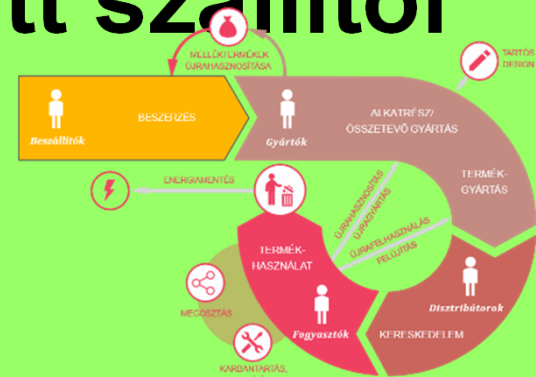 tt szállítói
MELLÉKTERMÉKEK
ÚJRAHASZNOSÍTÁSA
TARTÓS
DESIGN
BESZERZÉS
Beszállítók
Gyártók
ALKATRÉSZ/
ÖSSZETEVŐ GYÁRTÁS
TERMÉK-
GYÁRTÁS
ENERGIAMENTÉS
ÚJRAHASZNOSÍTÁS
ÚJRAGYÁRTÁS
ÚJRAFELHASZNÁLÁS
FELÚJÍTÁS
TERMÉK-
HASZNÁLAT
MEGOSZTÁS
Fogyasztók
Disztribútorok
KERESKEDELEM
KARBANTARTÁS,